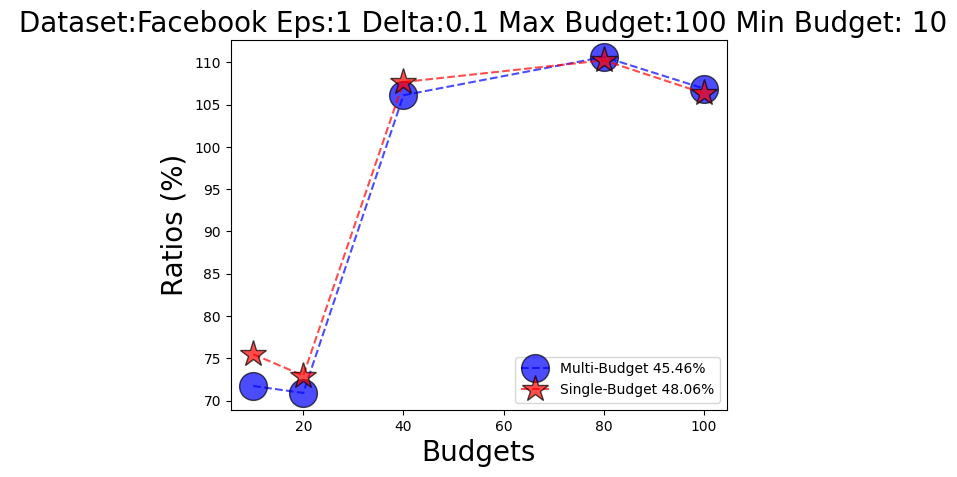 Dataset:Facebook Eps:1 Delta:0.1 Max Budget:100 Min Budget: 10
110
105
100
95
90
85
80
75
70
Ratios (%)
Multi-Budget 45.46%
Single-Budget 48.06%
20 40 60 80 100
Budgets